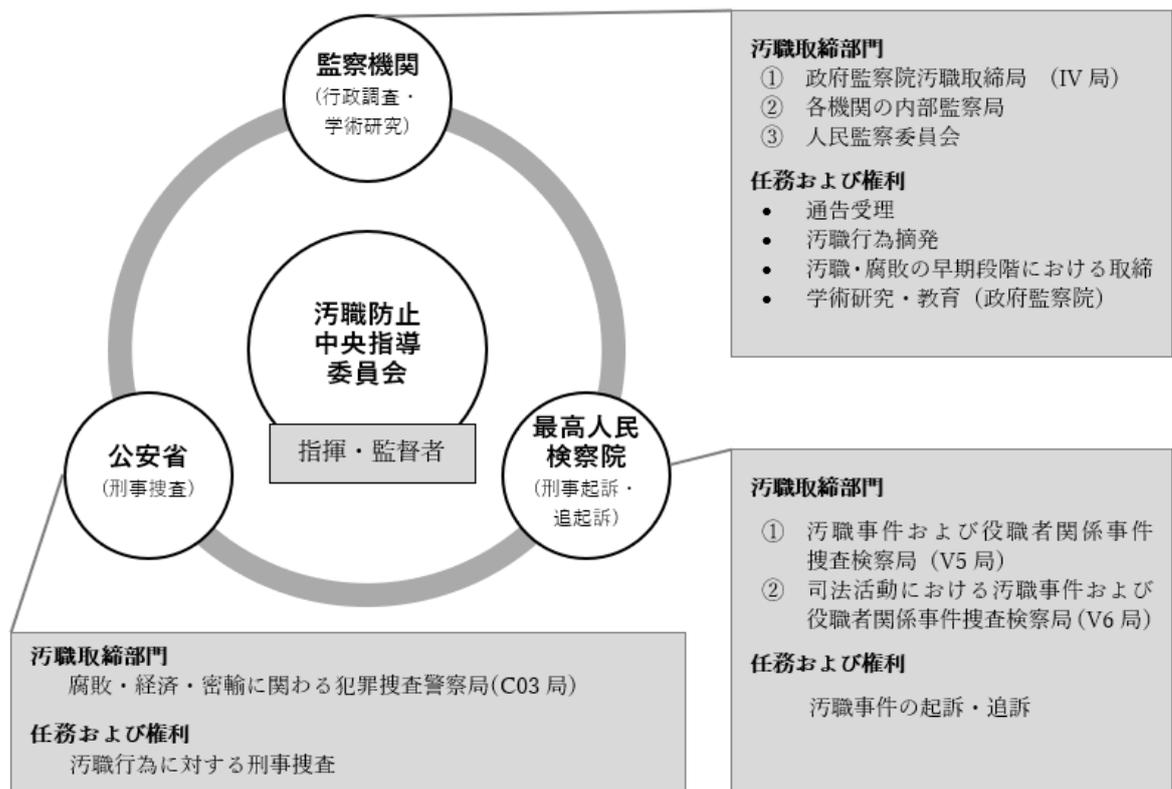 監察機関
(行政調査・
学術研究)
汚職取締部門
① 政府監察院汚職取締局 (IV 局)
② 各機関の内部監察局
③ 人民監察委員会
任務および権利
• 通告受理
• 汚職行為摘発
• 汚職・腐敗の早期段階における取締
• 学術研究・教育 (政府監察院)
汚職防止
中央指導
委員会
指揮・監督者
公安省
(刑事捜査)
最高人民
検察院
(刑事起訴・
追起訴)
汚職取締部門
① 汚職事件および役職者関係事件
捜査検察局 (V5 局)
② 司法活動における汚職事件および
役職者関係事件捜査検察局 (V6 局)
任務および権利
汚職事件の起訴・追訴
汚職取締部門
腐敗・経済・密輸に関わる犯罪捜査警察局(C03 局)
任務および権利
汚職行為に対する刑事捜査